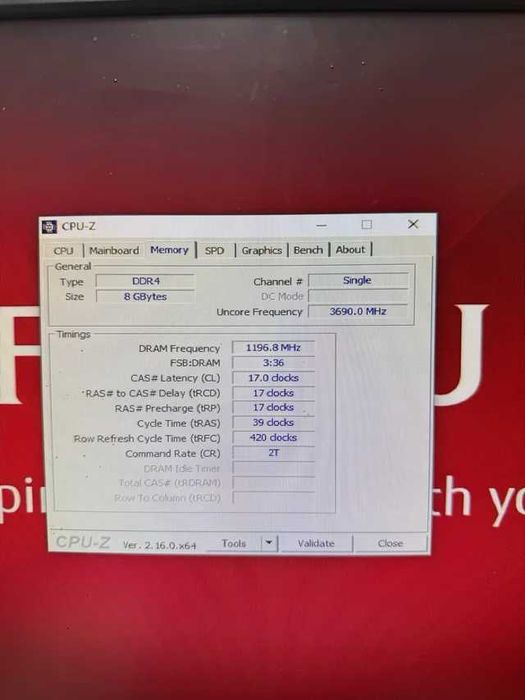 CPU-Z
CPU Mainboard Memory SPD Graphics Bench About
General
Type DDR4 Channel # Single
Size 8 GBytes DC Mode
Uncore Frequency 3690.0 MHz
Timings
DRAM Frequency 1196.8 MHz
FSB:DRAM 3:36
CAS# Latency (CL) 17.0 clocks
RAS# to CAS# Delay (tRCD) 17 clocks
RAS# Precharge (tRP) 17 clocks
Cycle Time (tRAS) 39 clocks
Row Refresh Cycle Time (tRFC) 420 clocks
Command Rate (CR) 2T
DRAM Idle Timer
Total CAS# (tRDRAM)
Row To Column (tRCD)
F U
pin th yo
CPU-Z Ver. 2.16.0.x64 Tools Validate Close